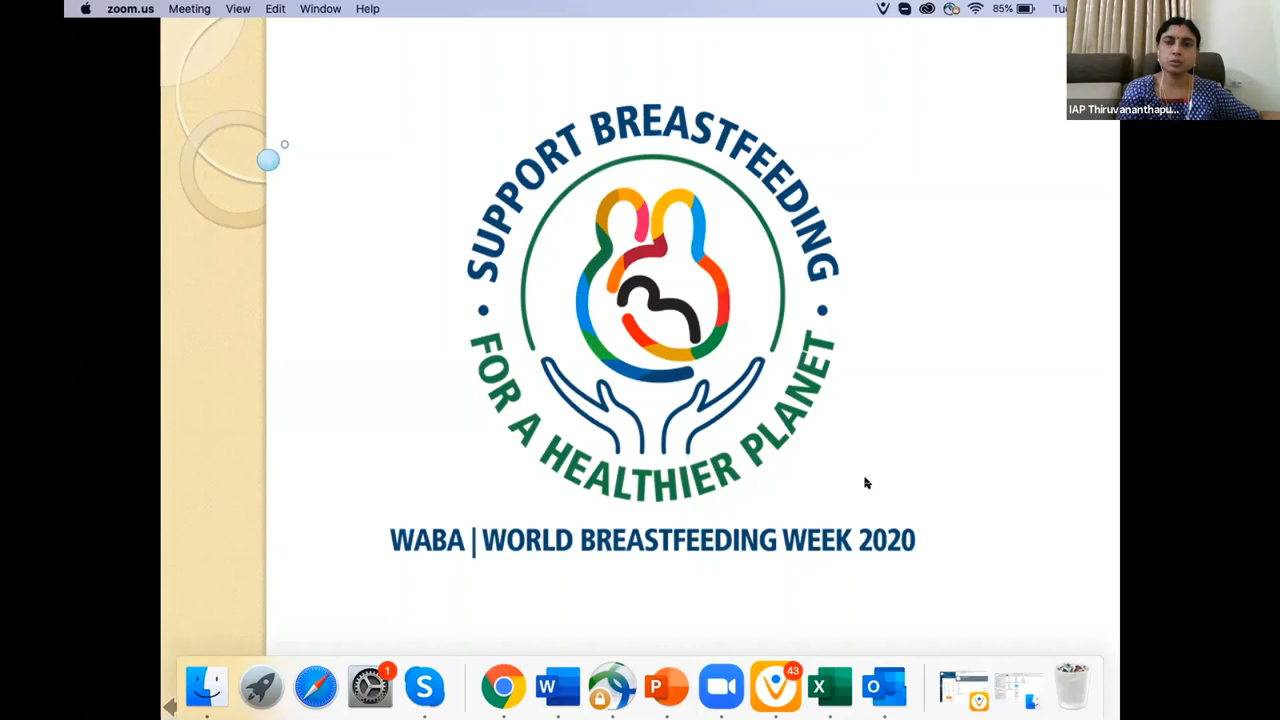 zoom.us Meeting View Edit Window Help 85% Tu
IAP Thiruvananthapu...
SUPPORT BREASTFEEDING
FOR A HEALTHIER PLANET
WABA | WORLD BREASTFEEDING WEEK 2020
1
43
S
W
P
X
O